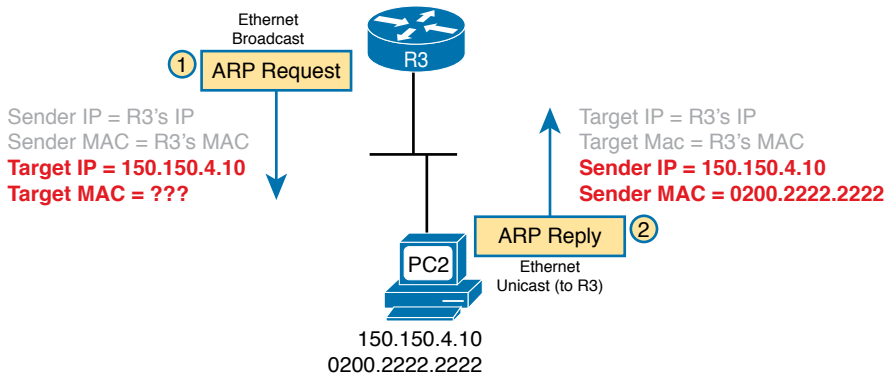 Ethernet
Broadcast
1
ARP Request
R3
Sender IP = R3's IP
Sender MAC = R3's MAC
Target IP = 150.150.4.10
Target MAC = ???
Target IP = R3's IP
Target Mac = R3's MAC
Sender IP = 150.150.4.10
Sender MAC = 0200.2222.2222
ARP Reply
2
Ethernet
Unicast (to R3)
PC2
150.150.4.10
0200.2222.2222